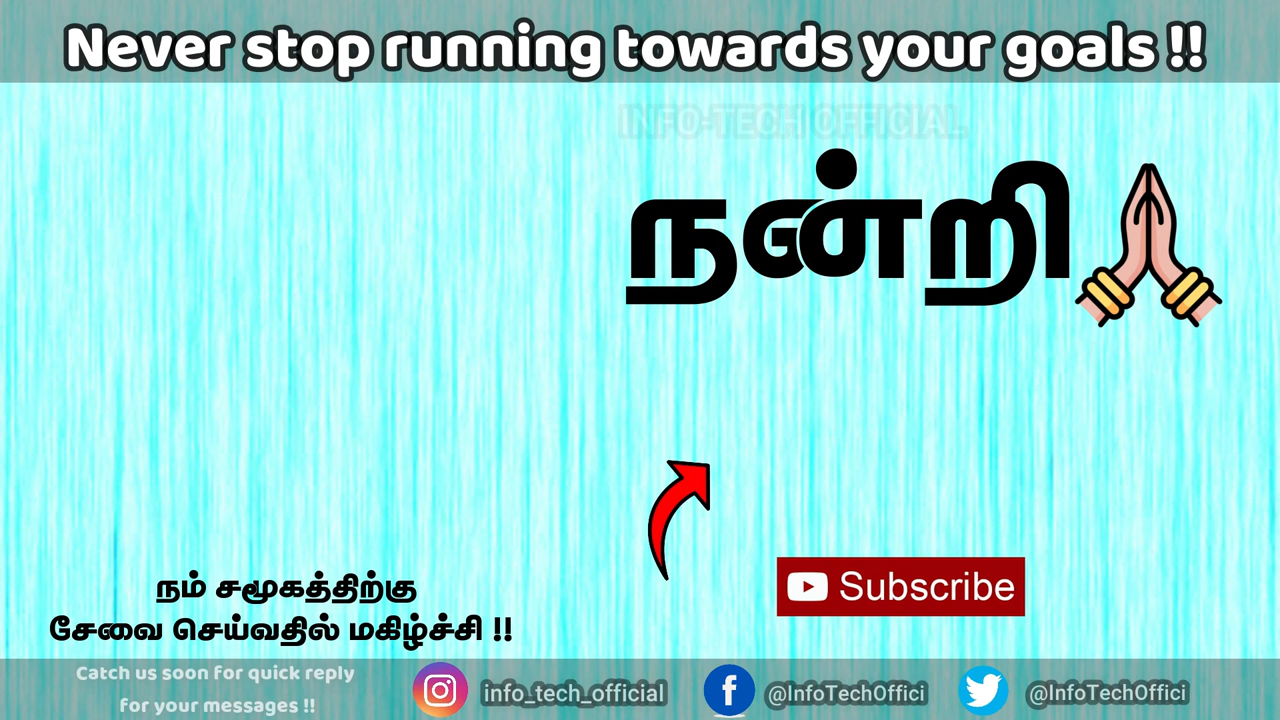 Never stop running towards your goals !!
INFO-TECH OFFICIAL
நன்றி
Subscribe
நம் சமூகத்திற்கு
சேவை செய்வதில் மகிழ்ச்சி !!
Catch us soon for quick reply
for your messages !!
info_tech_official
@InfoTechOffici
@InfoTechOffici